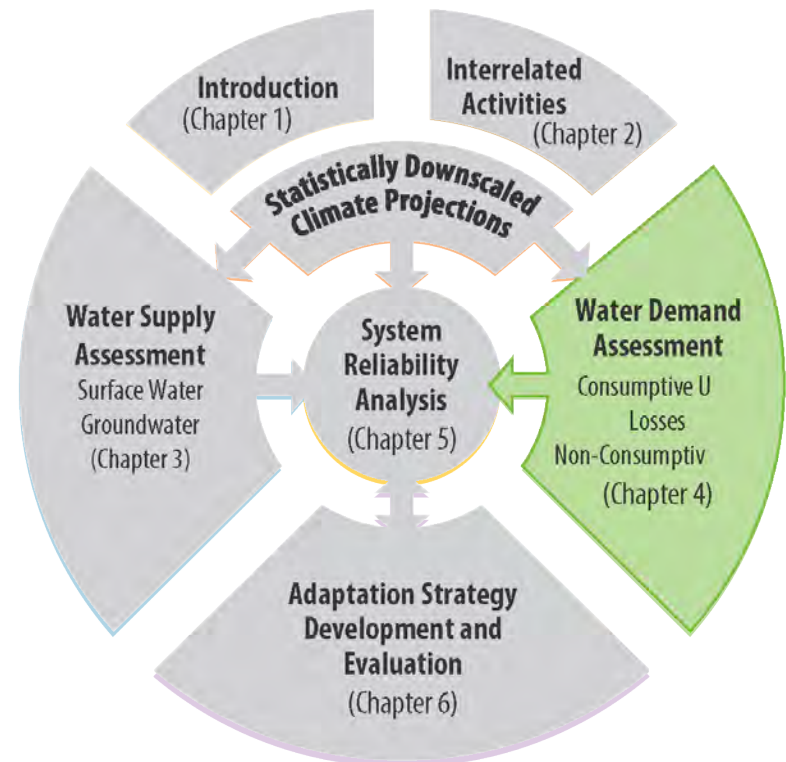 Introduction
(Chapter 1)
Interrelated
Activities
(Chapter 2)
Statistically Downscaled
Climate Projections
Water Supply
Assessment
Surface Water
Groundwater
(Chapter 3)
System
Reliability
Analysis
(Chapter 5)
Water Demand
Assessment
Consumptive U
Losses
Non-Consumptiv
(Chapter 4)
Adaptation Strategy
Development and
Evaluation
(Chapter 6)